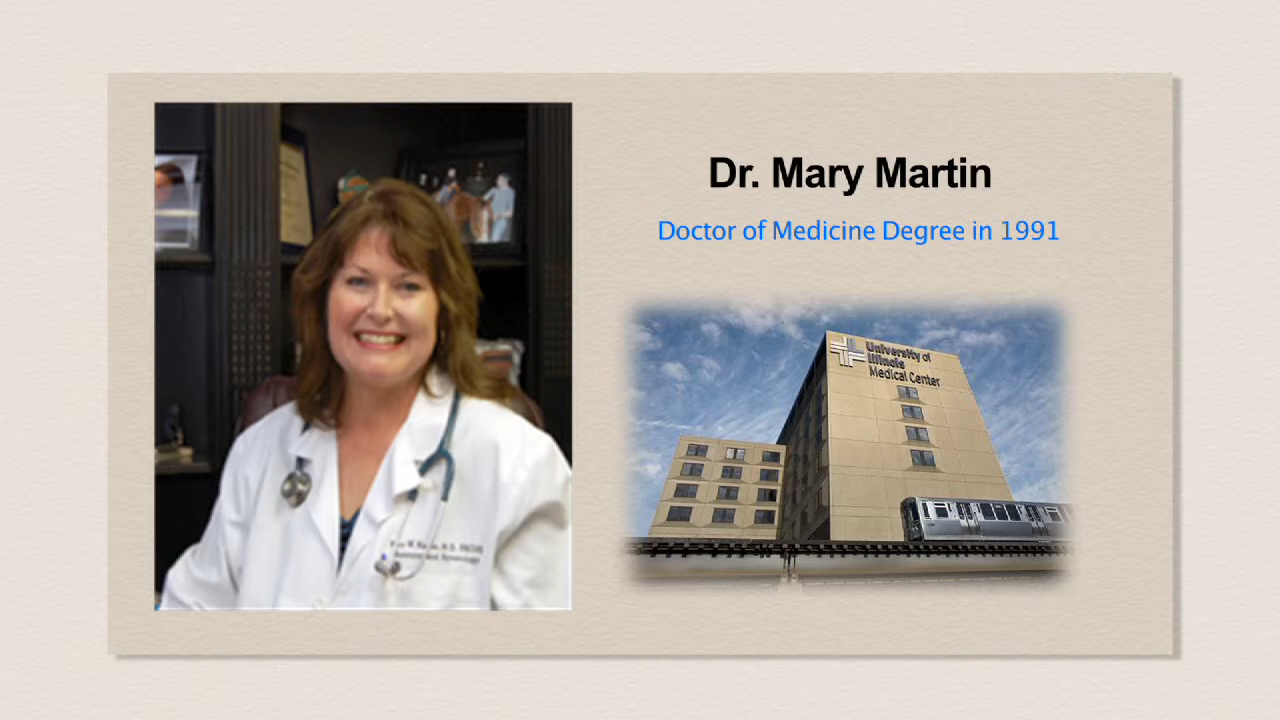 Dr. Mary Martin
Doctor of Medicine Degree in 1991
University of
Illinois
Medical Center